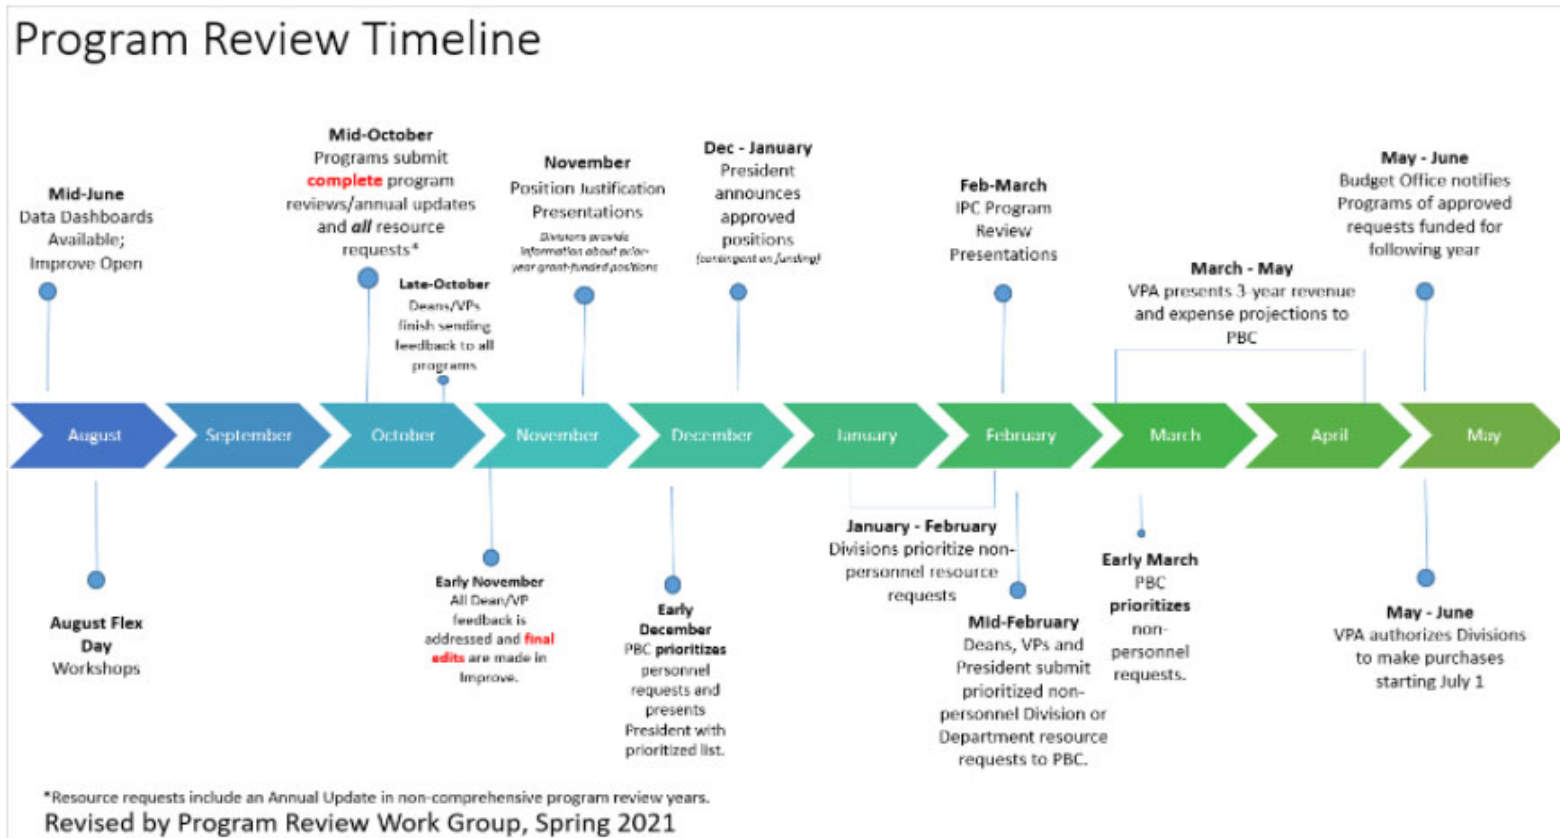 Program Review Timeline
Mid-June
Data Dashboards
Available;
Improve Open
Mid-October
Programs submit
complete program
reviews/annual updates
and all resource
requests*
Late-October
Deans/VPs
finish sending
feedback to all
programs
November
Position Justification
Presentations
Divisions provide
information about prior-
year grant-funded positions
Dec - January
President
announces
approved
positions
(contingent on funding)
Feb-March
IPC Program
Review
Presentations
March - May
VPA presents 3-year revenue
and expense projections to
PBC
May - June
Budget Office notifies
Programs of approved
requests funded for
following year
August
September
October
November
December
January
February
March
April
May
August Flex
Day
Workshops
Early November
All Dean/VP
feedback is
addressed and final
edits are made in
Improve.
Early
December
PBC prioritizes
personnel
requests and
presents
President with
prioritized list.
January - February
Divisions prioritize non-
personnel resource
requests
Mid-February
Deans, VPs and
President submit
prioritized non-
personnel Division or
Department resource
requests to PBC.
Early March
PBC
prioritizes
non-
personnel
requests.
May - June
VPA authorizes Divisions
to make purchases
starting July 1
*Resource requests include an Annual Update in non-comprehensive program review years.
Revised by Program Review Work Group, Spring 2021